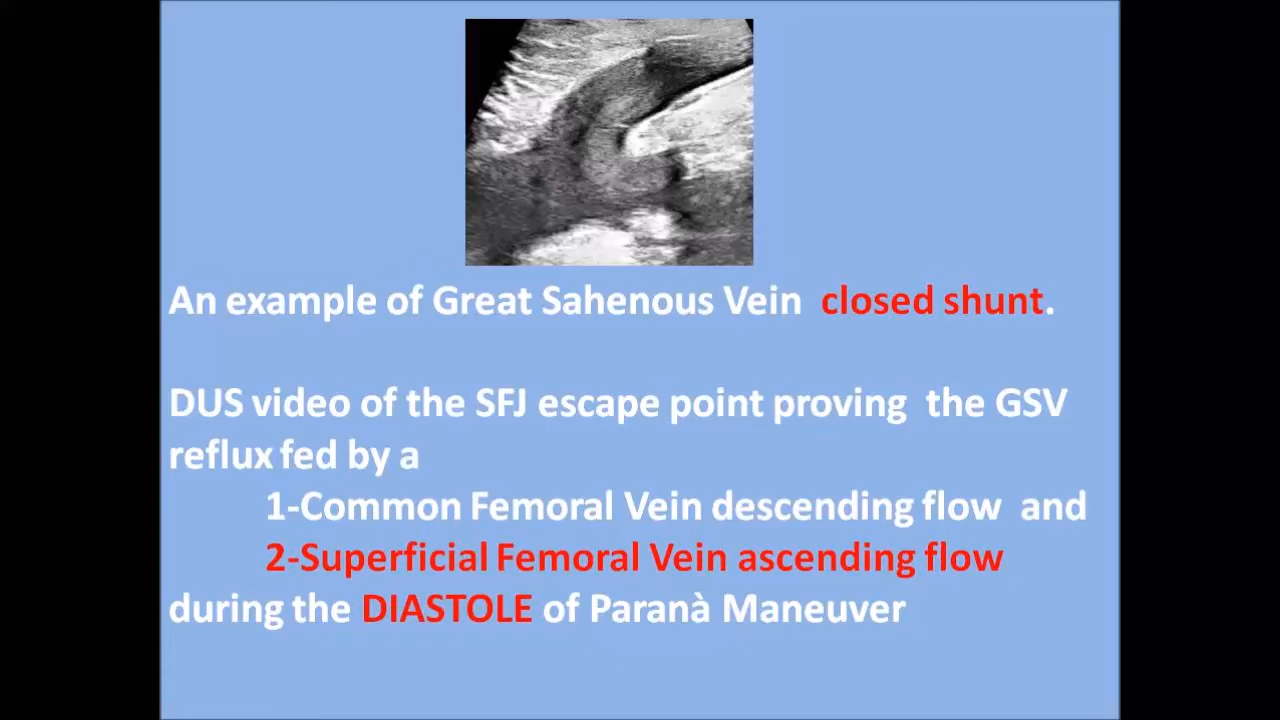 An example of Great Sahenous Vein closed shunt.
DUS video of the SFJ escape point proving the GSV
reflux fed by a
1-Common Femoral Vein descending flow and
2-Superficial Femoral Vein ascending flow
during the DIASTOLE of Paranà Maneuver